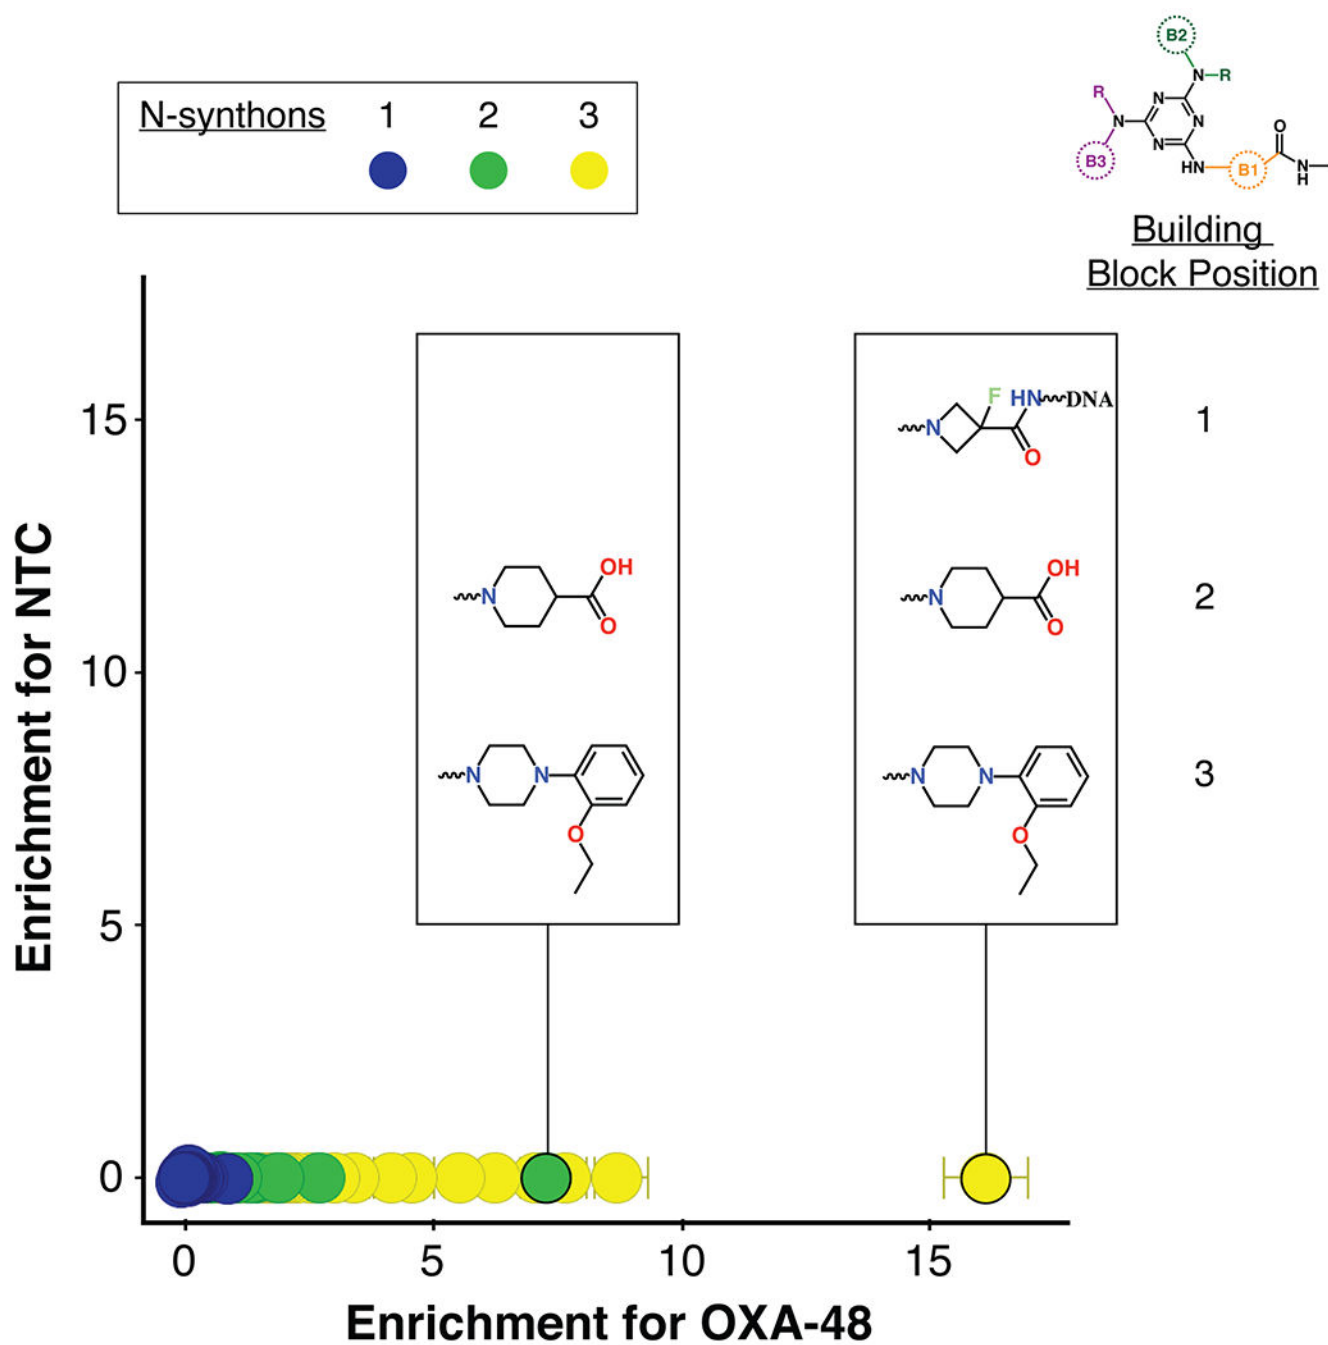 N-synthons 1 2 3
B2
N R
R
N N
N N
N
B3
HN B1
O
N
H
Building
Block Position
Enrichment for NTC
15
10
5
0
F HN DNA
N
O
1
OH
N
O
OH
N
O
2
N N
O
N N
O
3
0 5 10 15
Enrichment for OXA-48